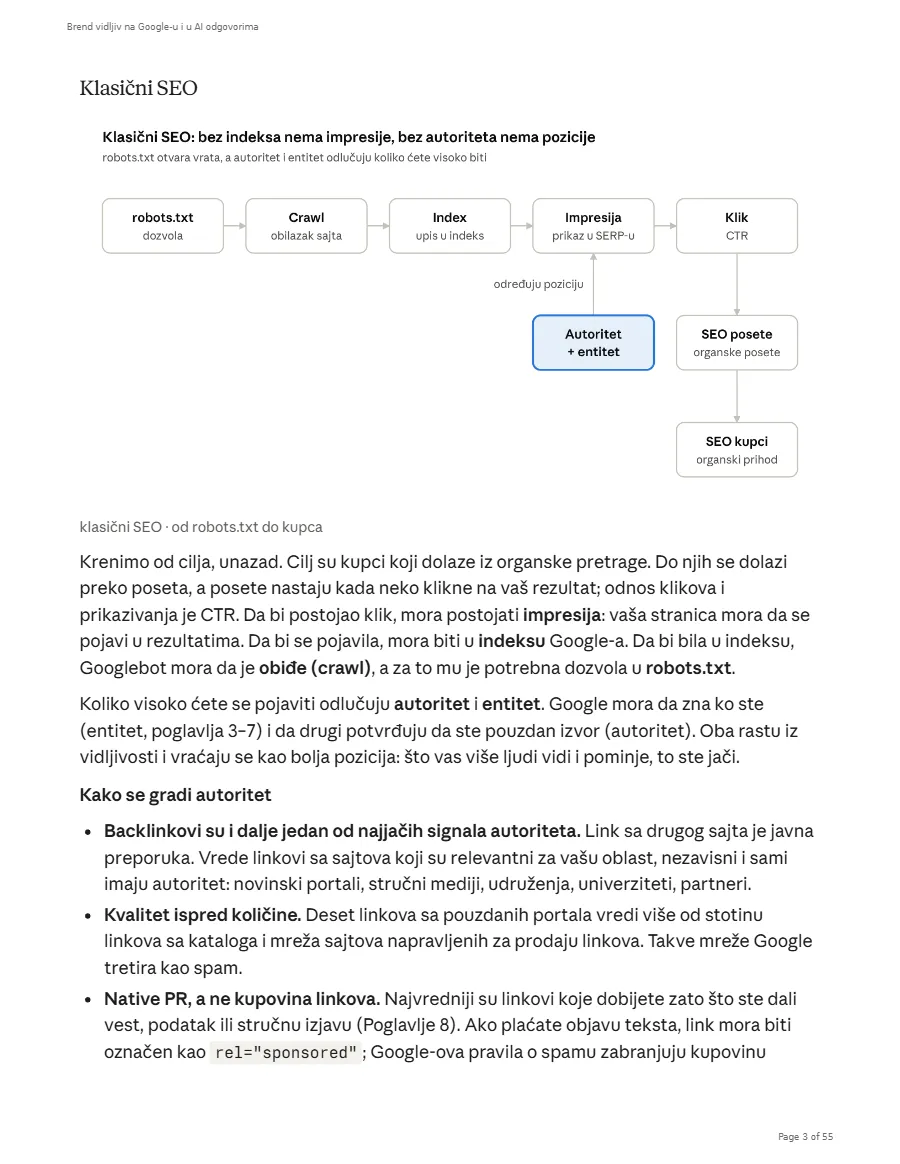 Brend vidljiv na Google-u i u AI odgovorima
Klasični SEO
Klasični SEO: bez indeksa nema impresije, bez autoriteta nema pozicije
robots.txt otvara vrata, a autoritet i entitet odlučuju koliko ćete visoko biti
robots.txt
dozvola
Crawl
obilazak sajta
Index
upis u indeks
Impresija
prikaz u SERP-u
Klik
CTR
određuju poziciju
Autoritet
+ entitet
SEO posete
organske posete
SEO kupci
organski prihod
klasični SEO · od robots.txt do kupca
Krenimo od cilja, unazad. Cilj su kupci koji dolaze iz organske pretrage. Do njih se dolazi
preko poseta, a posete nastaju kada neko klikne na vaš rezultat; odnos klikova i
prikazivanja je CTR. Da bi postojao klik, mora postojati impresija: vaša stranica mora da se
pojavi u rezultatima. Da bi se pojavila, mora biti u indeksu Google-a. Da bi bila u indeksu,
Googlebot mora da je obiđe (crawl), a za to mu je potrebna dozvola u robots.txt.
Koliko visoko ćete se pojaviti odlučuju autoritet i entitet. Google mora da zna ko ste
(entitet, poglavlja 3–7) i da drugi potvrđuju da ste pouzdan izvor (autoritet). Oba rastu iz
vidljivosti i vraćaju se kao bolja pozicija: što vas više ljudi vidi i pominje, to ste jači.
Kako se gradi autoritet
• Backlinkovi su i dalje jedan od najjačih signala autoriteta. Link sa drugog sajta je javna
preporuka. Vrede linkovi sa sajtova koji su relevantni za vašu oblast, nezavisni i sami
imaju autoritet: novinski portali, stručni mediji, udruženja, univerziteti, partneri.
• Kvalitet ispred količine. Deset linkova sa pouzdanih portala vredi više od stotinu
linkova sa kataloga i mreža sajtova napravljenih za prodaju linkova. Takve mreže Google
tretira kao spam.
• Native PR, a ne kupovina linkova. Najvredniji su linkovi koje dobijete zato što ste dali
vest, podatak ili stručnu izjavu (Poglavlje 8). Ako plaćate objavu teksta, link mora biti
označen kao rel="sponsored"; Google-ova pravila o spamu zabranjuju kupovinu
Page 3 of 55